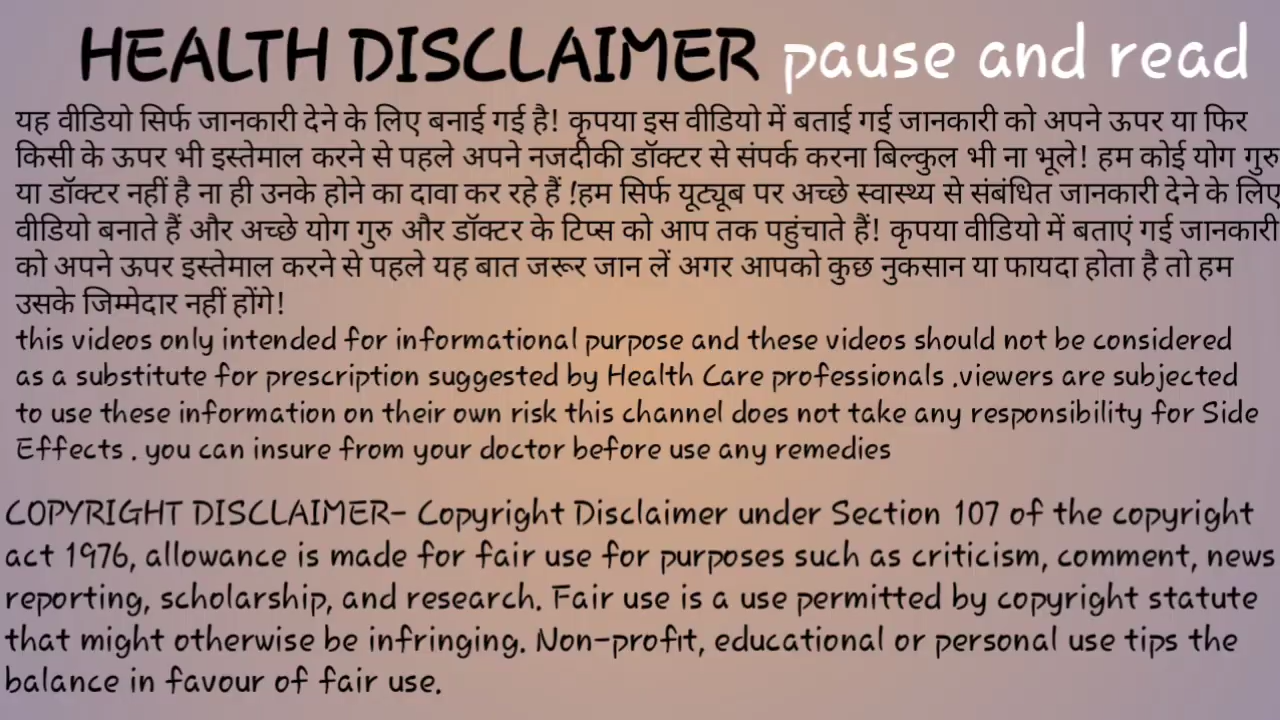 HEALTH DISCLAIMER pause and read
यह वीडियो सिर्फ जानकारी देने के लिए बनाई गई है! कृपया इस वीडियो में बताई गई जानकारी को अपने ऊपर या फिर
किसी के ऊपर भी इस्तेमाल करने से पहले अपने नजदीकी डॉक्टर से संपर्क करना बिल्कुल भी ना भूले! हम कोई योग गुरु
या डॉक्टर नहीं है ना ही उनके होने का दावा कर रहे हैं !हम सिर्फ यूट्यूब पर अच्छे स्वास्थ्य से संबंधित जानकारी देने के लिए
वीडियो बनाते हैं और अच्छे योग गुरु और डॉक्टर के टिप्स को आप तक पहुंचाते हैं! कृपया वीडियो में बताएं गई जानकारी
को अपने ऊपर इस्तेमाल करने से पहले यह बात जरूर जान लें अगर आपको कुछ नुकसान या फायदा होता है तो हम
उसके जिम्मेदार नहीं होंगे!
this videos only intended for informational purpose and these videos should not be considered
as a substitute for prescription suggested by Health Care professionals .viewers are subjected
to use these information on their own risk this channel does not take any responsibility for Side
Effects . you can insure from your doctor before use any remedies
COPYRIGHT DISCLAIMER- Copyright Disclaimer under Section 107 of the copyright
act 1976, allowance is made for fair use for purposes such as criticism, comment, news
reporting, scholarship, and research. Fair use is a use permitted by copyright statute
that might otherwise be infringing. Non-profit, educational or personal use tips the
balance in favour of fair use.